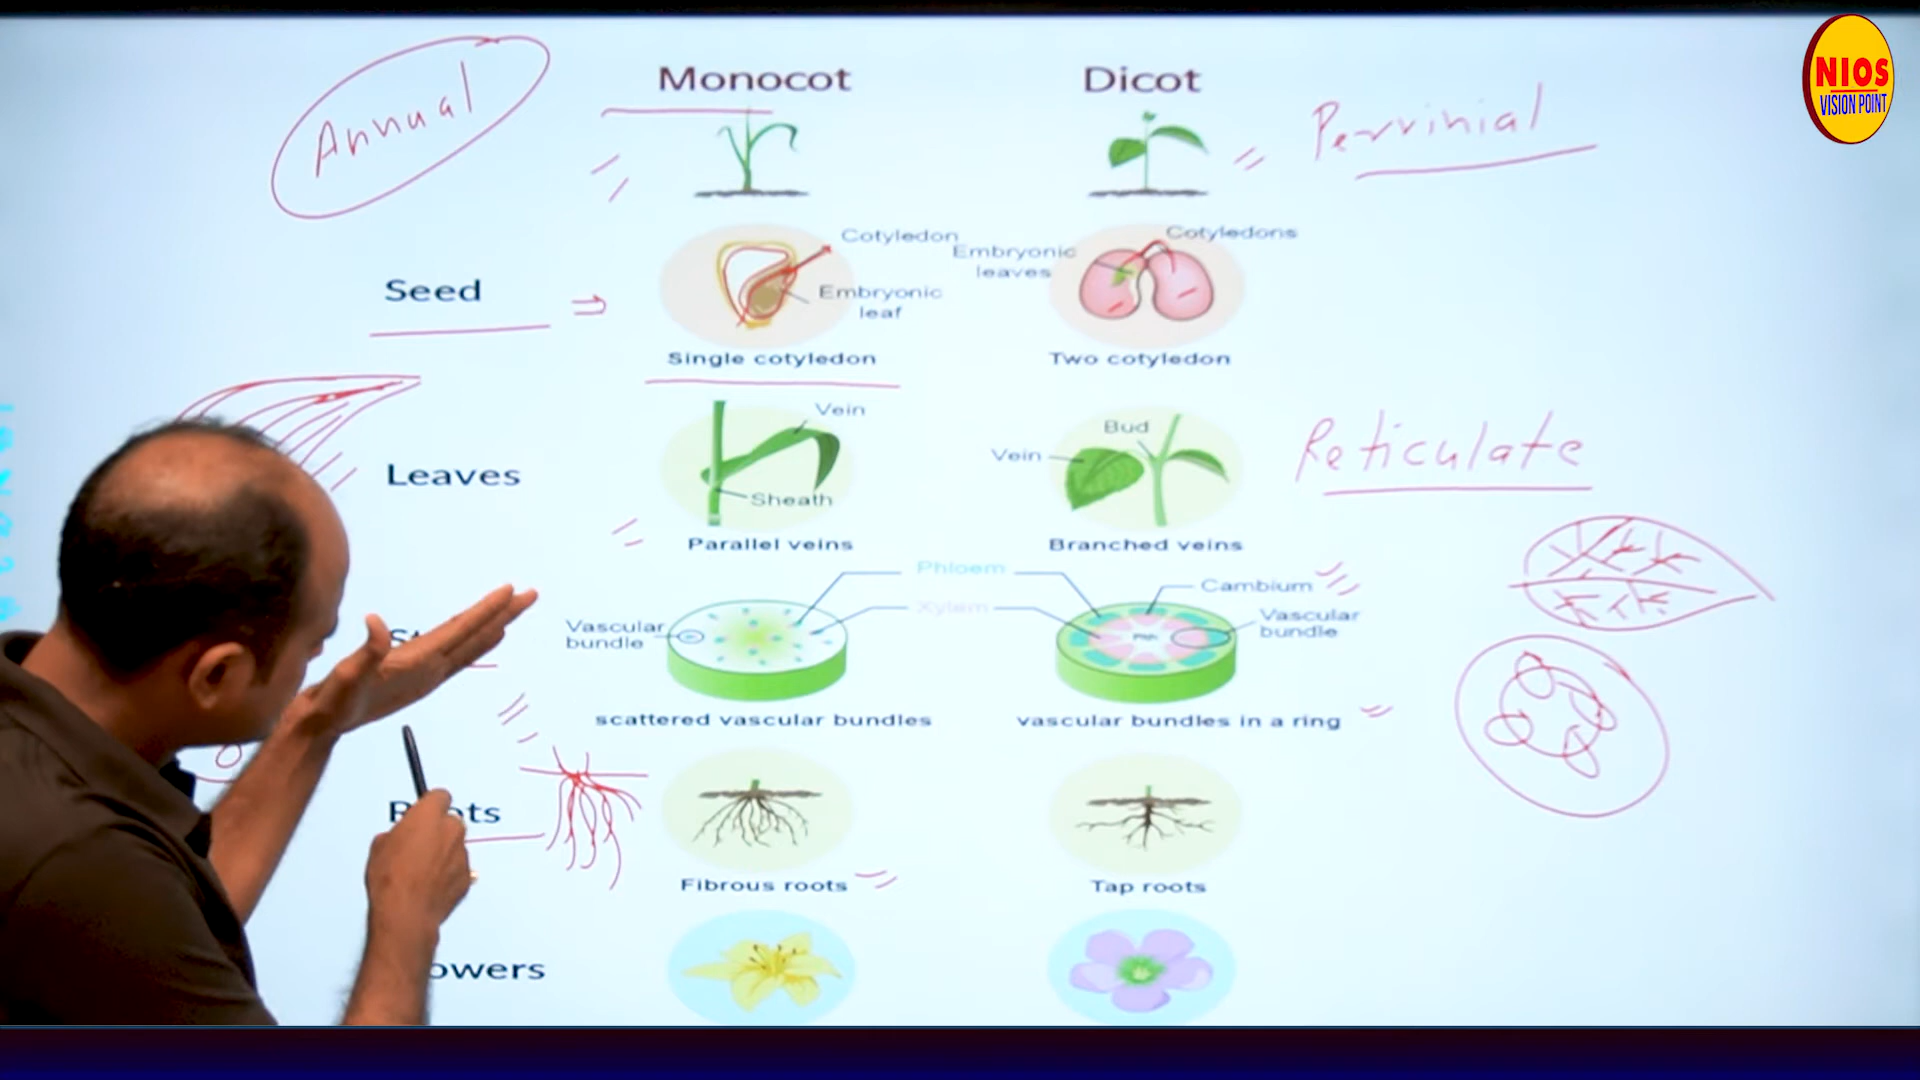 NIOS
VISION POINT
Annual
Monocot
Dicot
Pervinial
Cotyledon
Embryonic
leaf
Seed
Single cotyledon
Cotyledons
Embryonic
leaves
Two cotyledon
Leaves
Vein
Sheath
Parallel veins
Bud
Vein
Branched veins
Reticulate
Phloem
Xylem
Vascular
bundle
scattered vascular bundles
Cambium
Vascular
bundle
vascular bundles in a ring
Fibrous roots
Tap roots